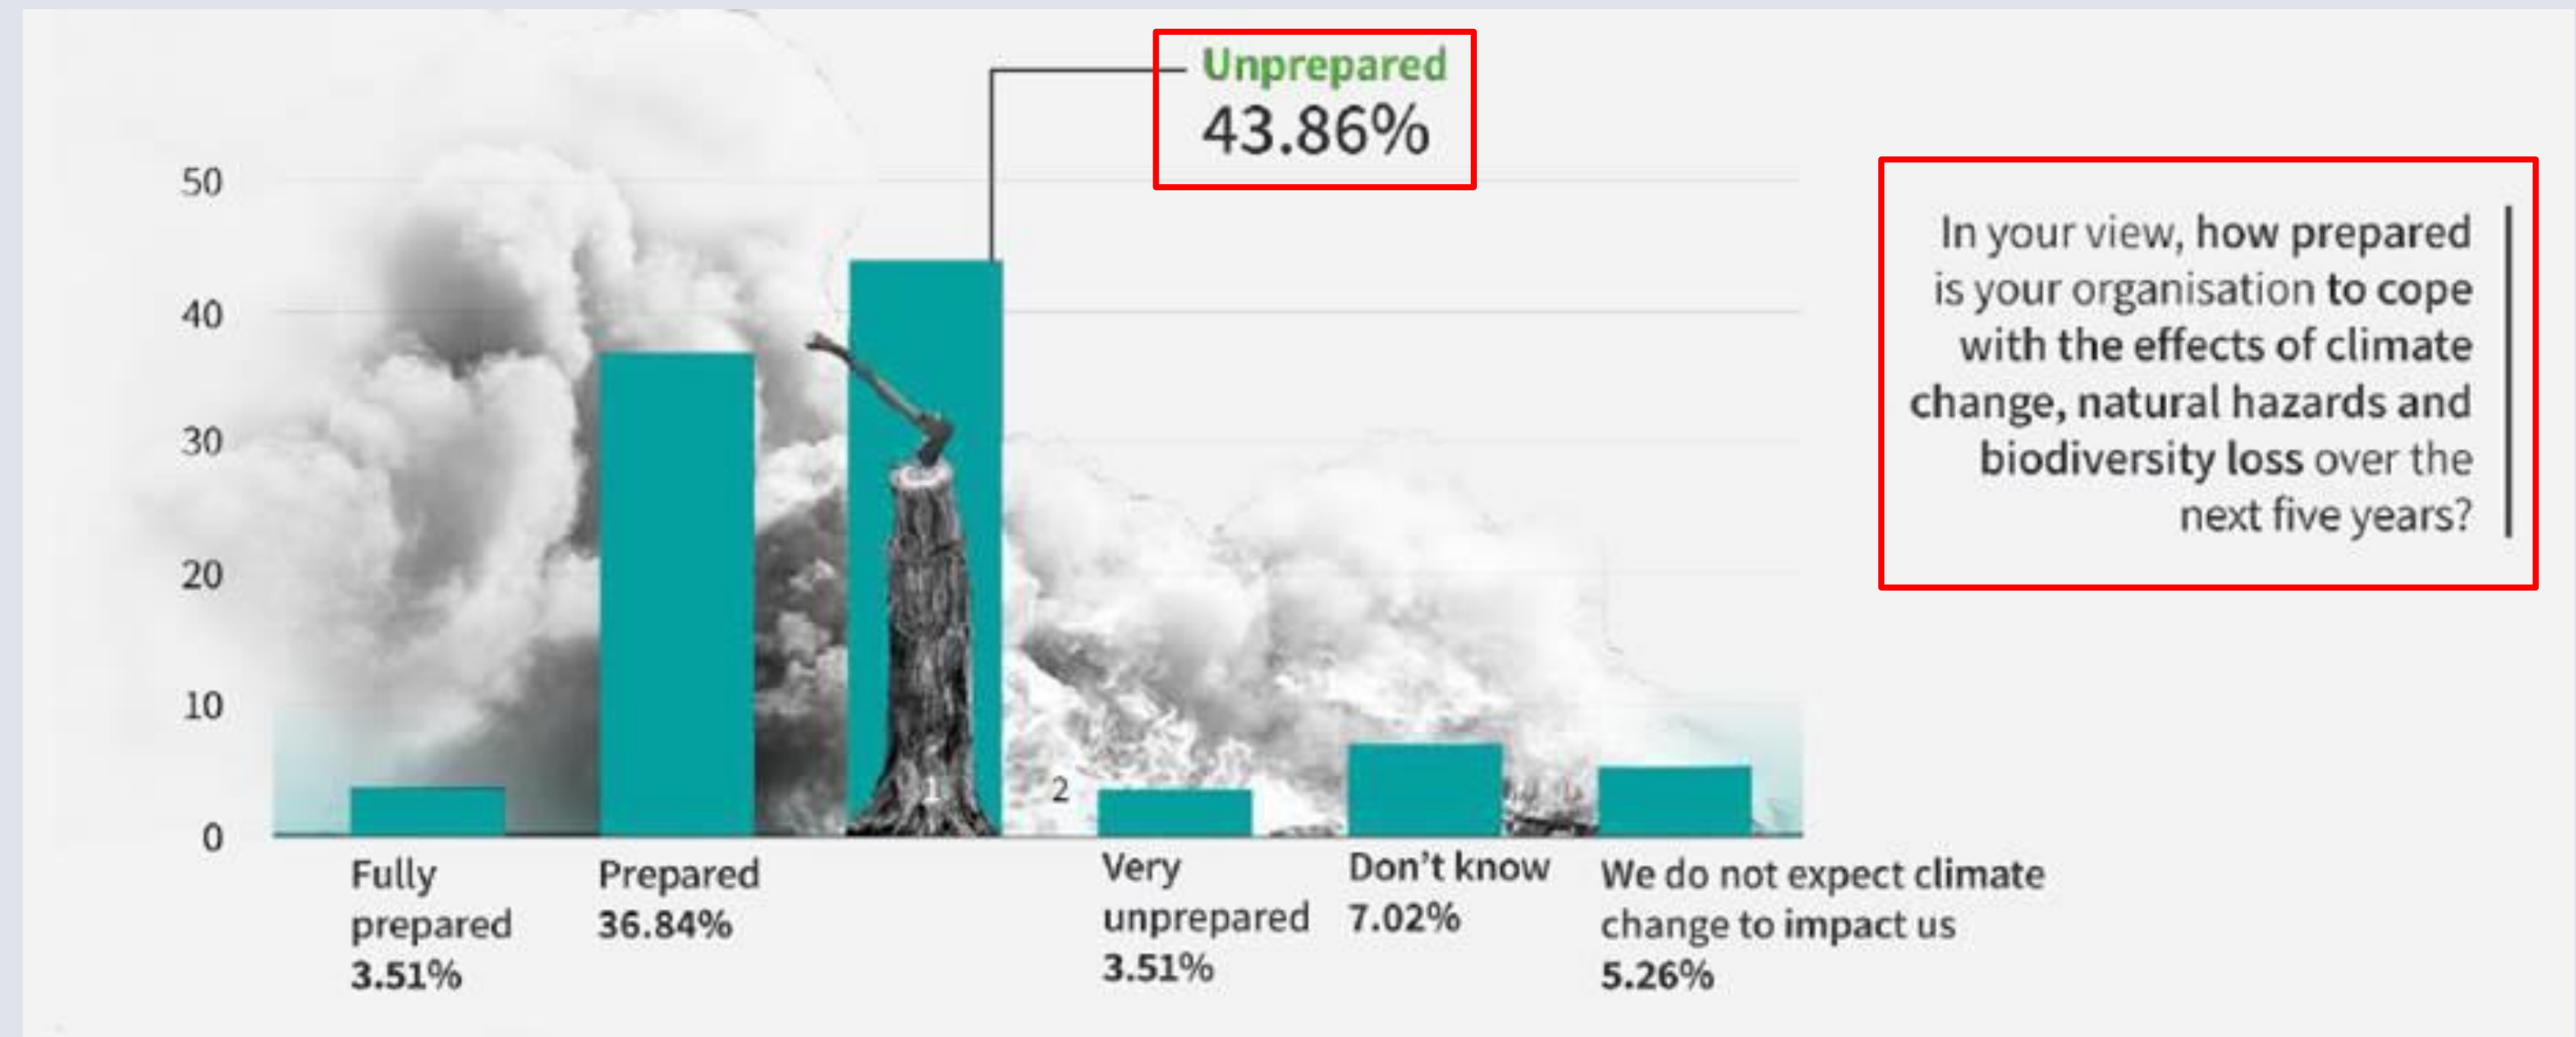 Unprepared
43.86%
In your view, how prepared
is your organisation to cope
with the effects of climate
change, natural hazards and
biodiversity loss over the
next five years?
50
40
30
20
10
0
1
2
Fully
prepared
3.51%
Prepared
36.84%
Very
unprepared
3.51%
Don't know
7.02%
We do not expect climate
change to impact us
5.26%